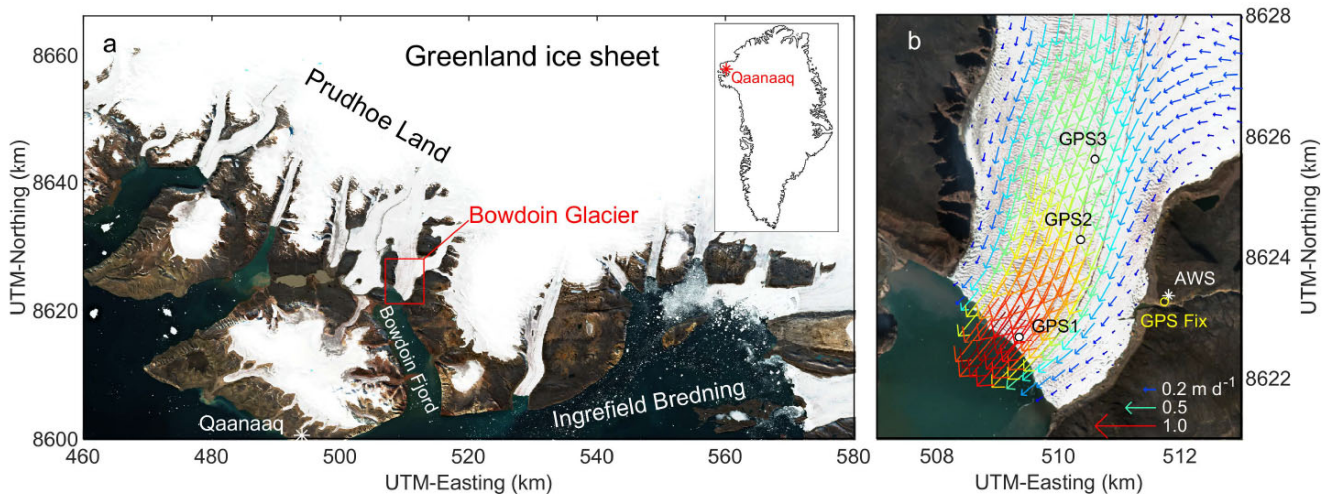 a
Greenland ice sheet
Prudhoe Land
Qaanaaq
Bowdoin Glacier
Bowdoin Fjord
Qaanaaq
Ingrefield Bredning
UTM-Northing (km)
8660
8640
8620
8600
460
480
500
510
520
540
560
580
UTM-Easting (km)
b
GPS3
GPS2
GPS1
AWS
GPS Fix
0.2 m d⁻¹
0.5
1.0
8628
8626
8624
8622
UTM-Northing (km)
508
510
512
UTM-Easting (km)